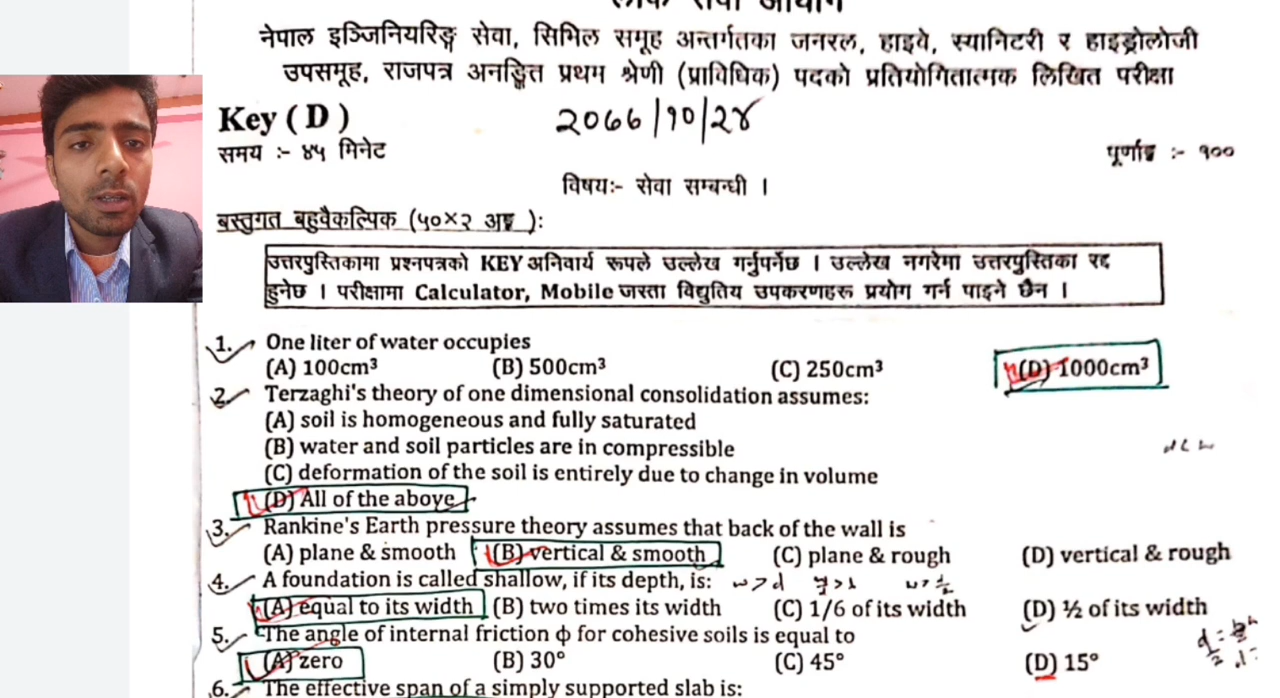 लोक सेवा आयोग
नेपाल इञ्जिनियरिङ्ग सेवा, सिभिल समूह अन्तर्गतका जनरल, हाइवे, स्यानिटरी र हाइड्रोलोजी
उपसमूह, राजपत्र अनङ्कित प्रथम श्रेणी (प्राविधिक) पदको प्रतियोगितात्मक लिखित परीक्षा
Key ( D )
२०६६/१०/२४
समय :- ४५ मिनेट
पूर्णाङ्क :- १००
विषयः- सेवा सम्बन्धी ।
बस्तुगत बहुवैकल्पिक (५०×२ अङ्क ):
उत्तरपुस्तिकामा प्रश्नपत्रको KEY अनिवार्य रूपले उल्लेख गर्नुपर्नेछ । उल्लेख नगरेमा उत्तरपुस्तिका रद्द
हुनेछ । परीक्षामा Calculator, Mobile जस्ता विद्युतिय उपकरणहरू प्रयोग गर्न पाइने छैन ।
1. One liter of water occupies
(A) 100cm³ (B) 500cm³ (C) 250cm³ (D) 1000cm³
2. Terzaghi's theory of one dimensional consolidation assumes:
(A) soil is homogeneous and fully saturated
(B) water and soil particles are in compressible
(C) deformation of the soil is entirely due to change in volume
(D) All of the above
3. Rankine's Earth pressure theory assumes that back of the wall is
(A) plane & smooth (B) vertical & smooth (C) plane & rough (D) vertical & rough
4. A foundation is called shallow, if its depth, is:
(A) equal to its width (B) two times its width (C) 1/6 of its width (D) ½ of its width
5. The angle of internal friction ϕ for cohesive soils is equal to
(A) zero (B) 30° (C) 45° (D) 15°
6. The effective span of a simply supported slab is: